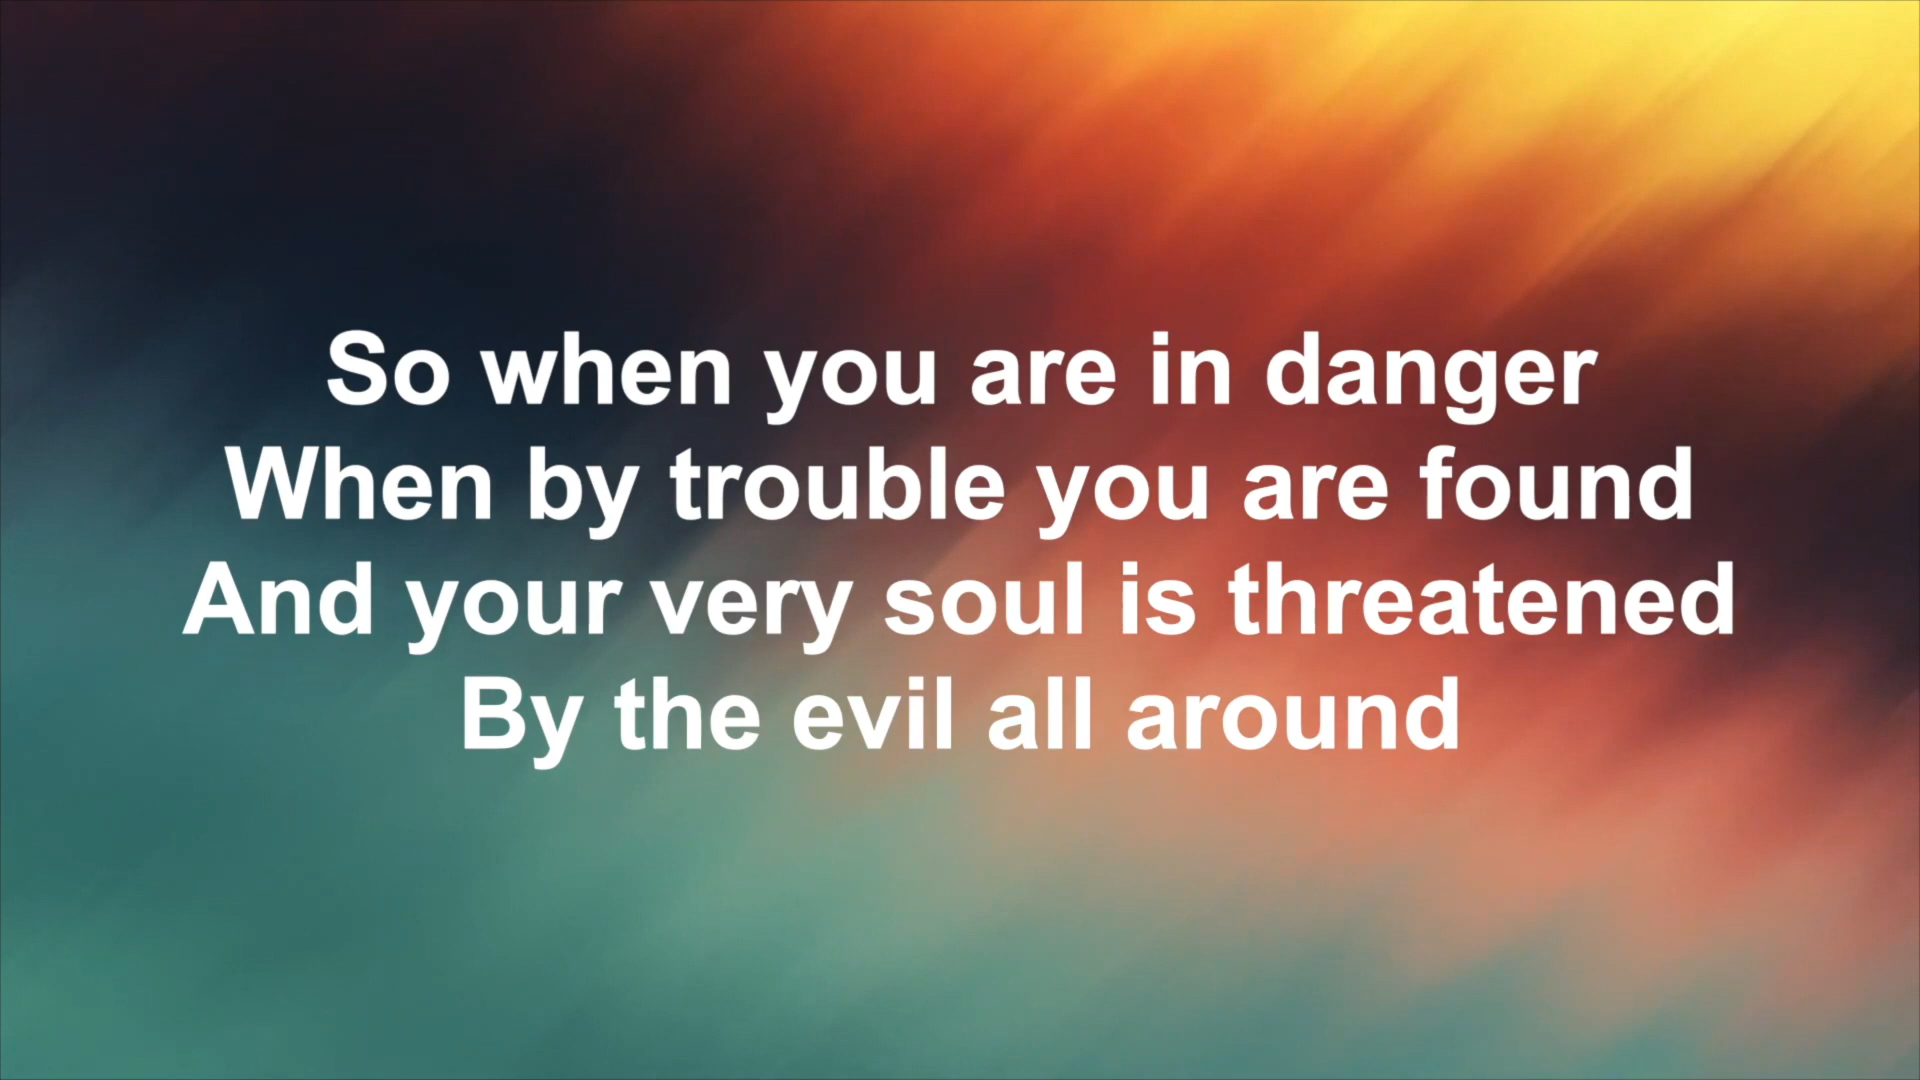 So when you are in danger
When by trouble you are found
And your very soul is threatened
By the evil all around